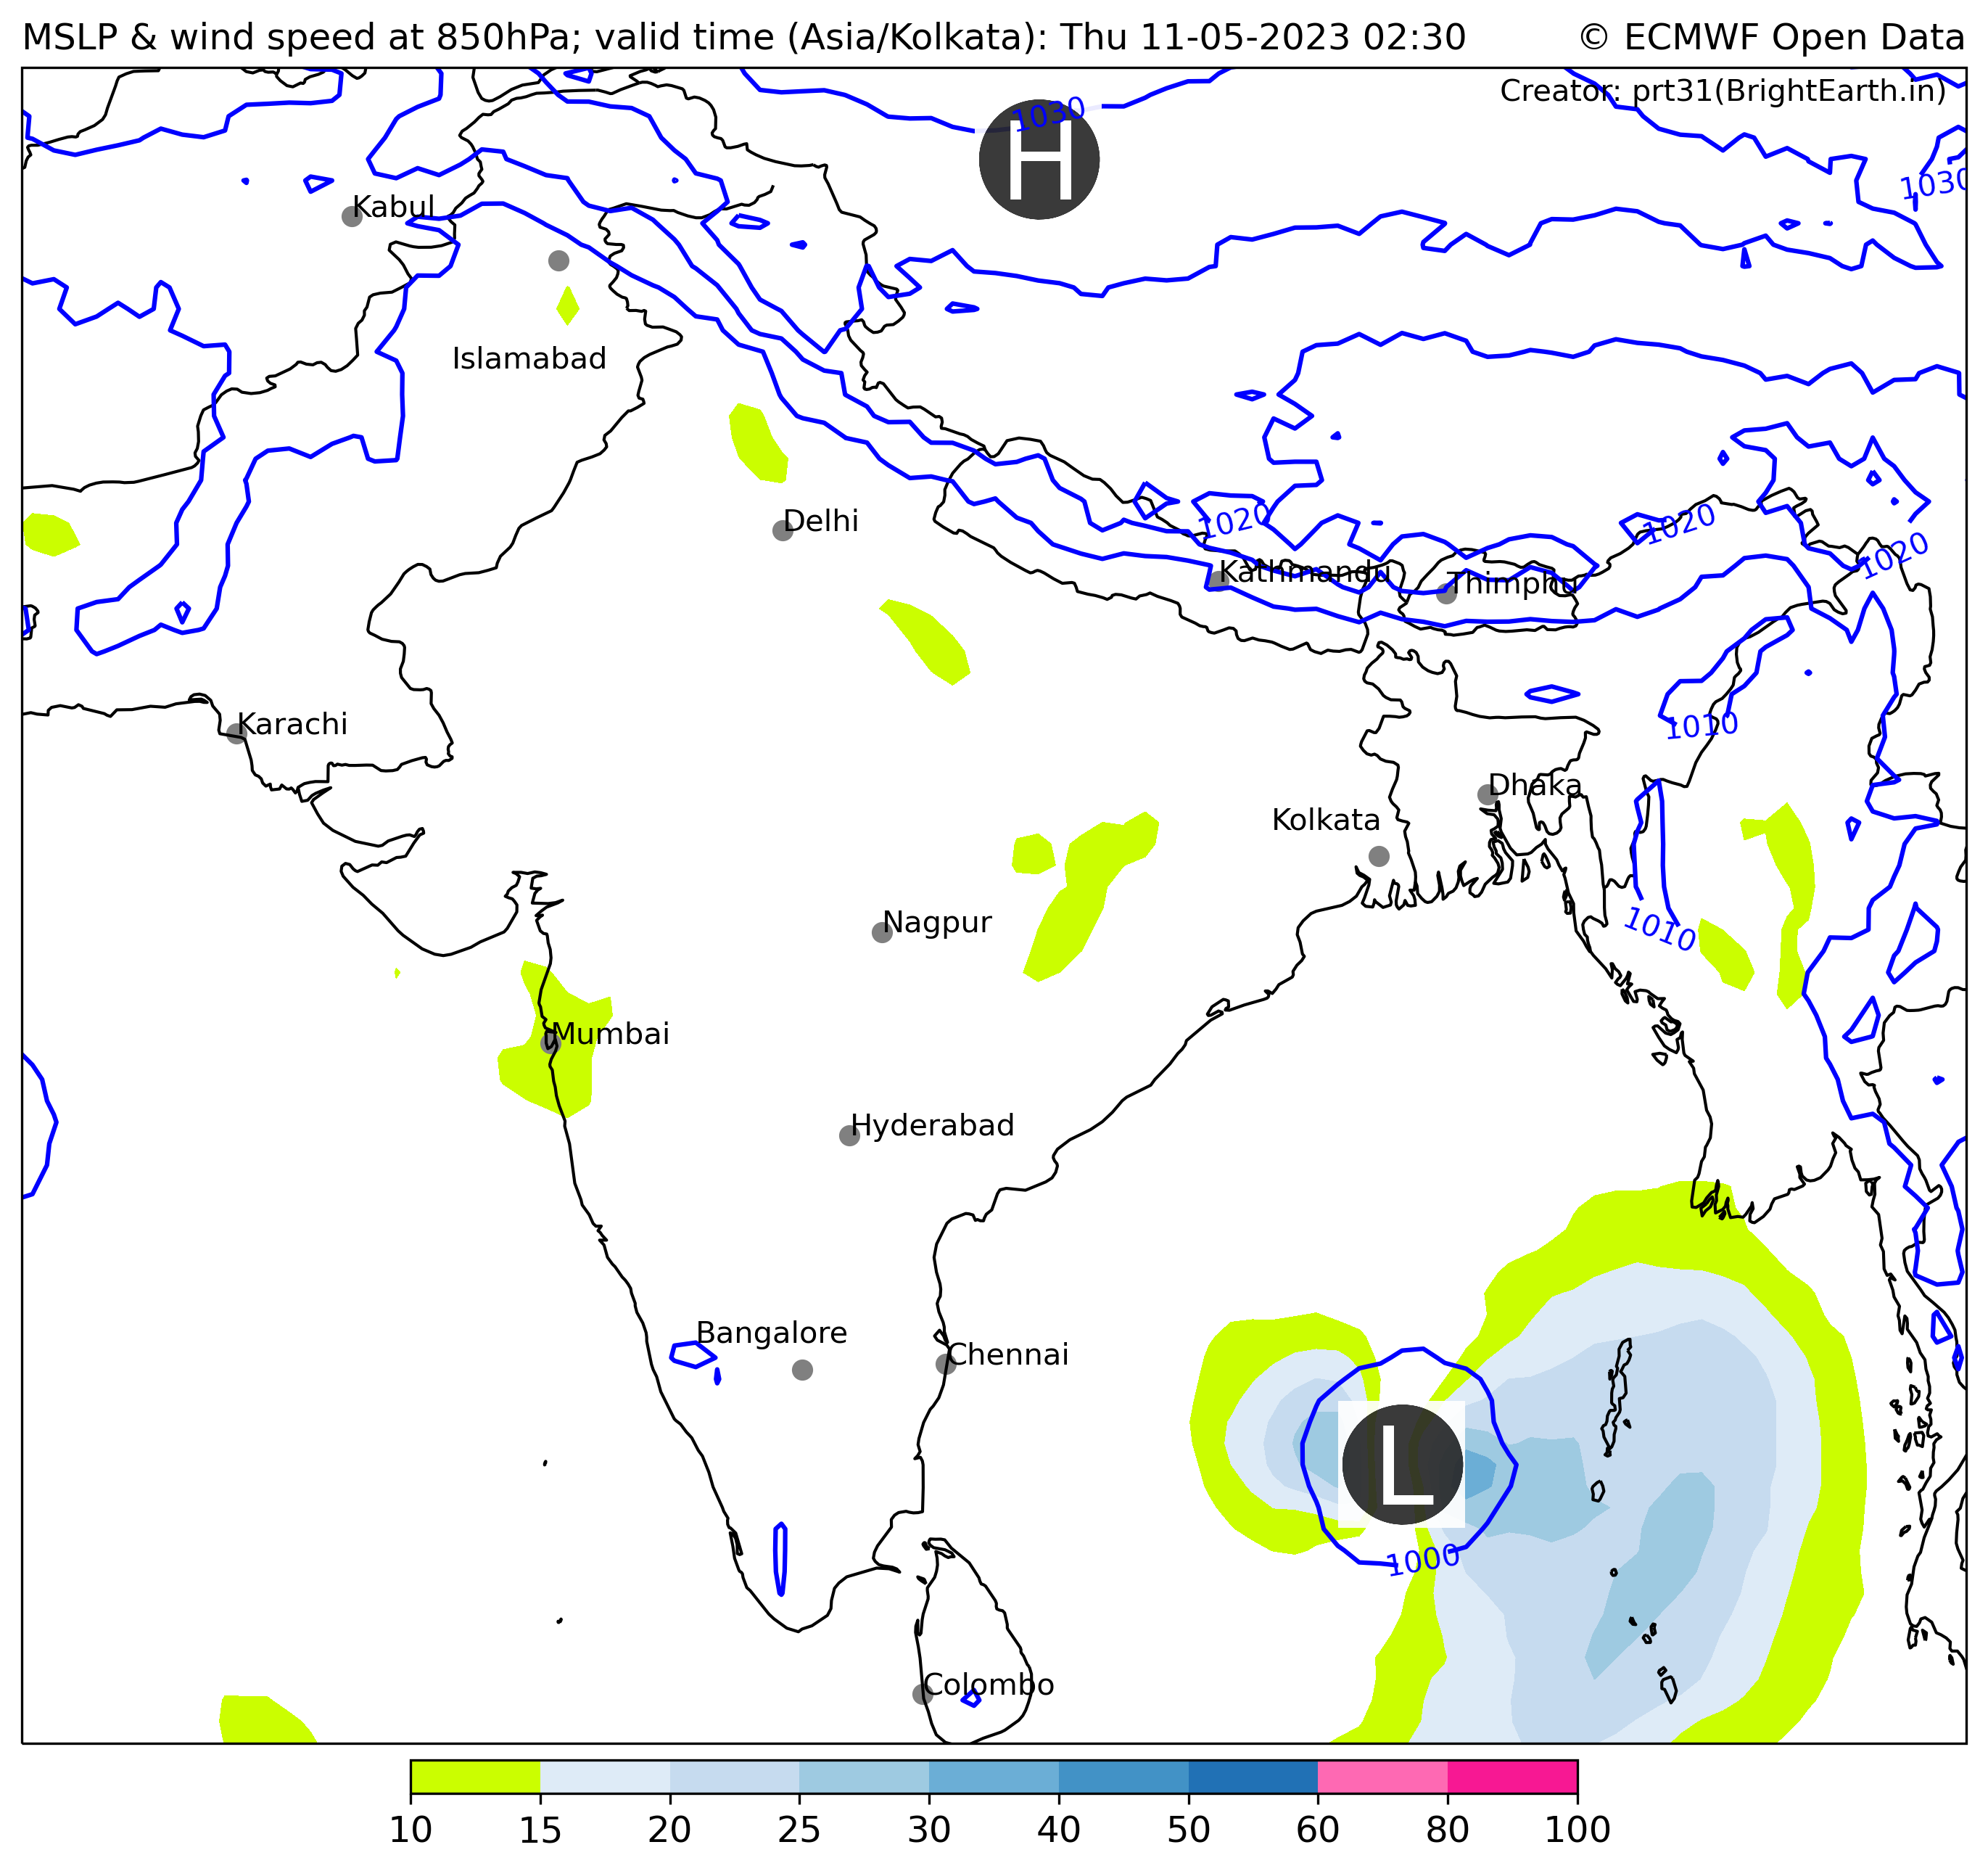 MSLP & wind speed at 850hPa; valid time (Asia/Kolkata): Thu 11-05-2023 02:30 © ECMWF Open Data
Creator: prt31(BrightEarth.in)
1030
H
1030
Kabul
Islamabad
1020
1020
Delhi
1020
Kathmandu
Thimphu
Karachi
1010
Dhaka
Kolkata
Nagpur
1010
Mumbai
Hyderabad
Bangalore
Chennai
L
1000
Colombo
10 15 20 25 30 40 50 60 80 100